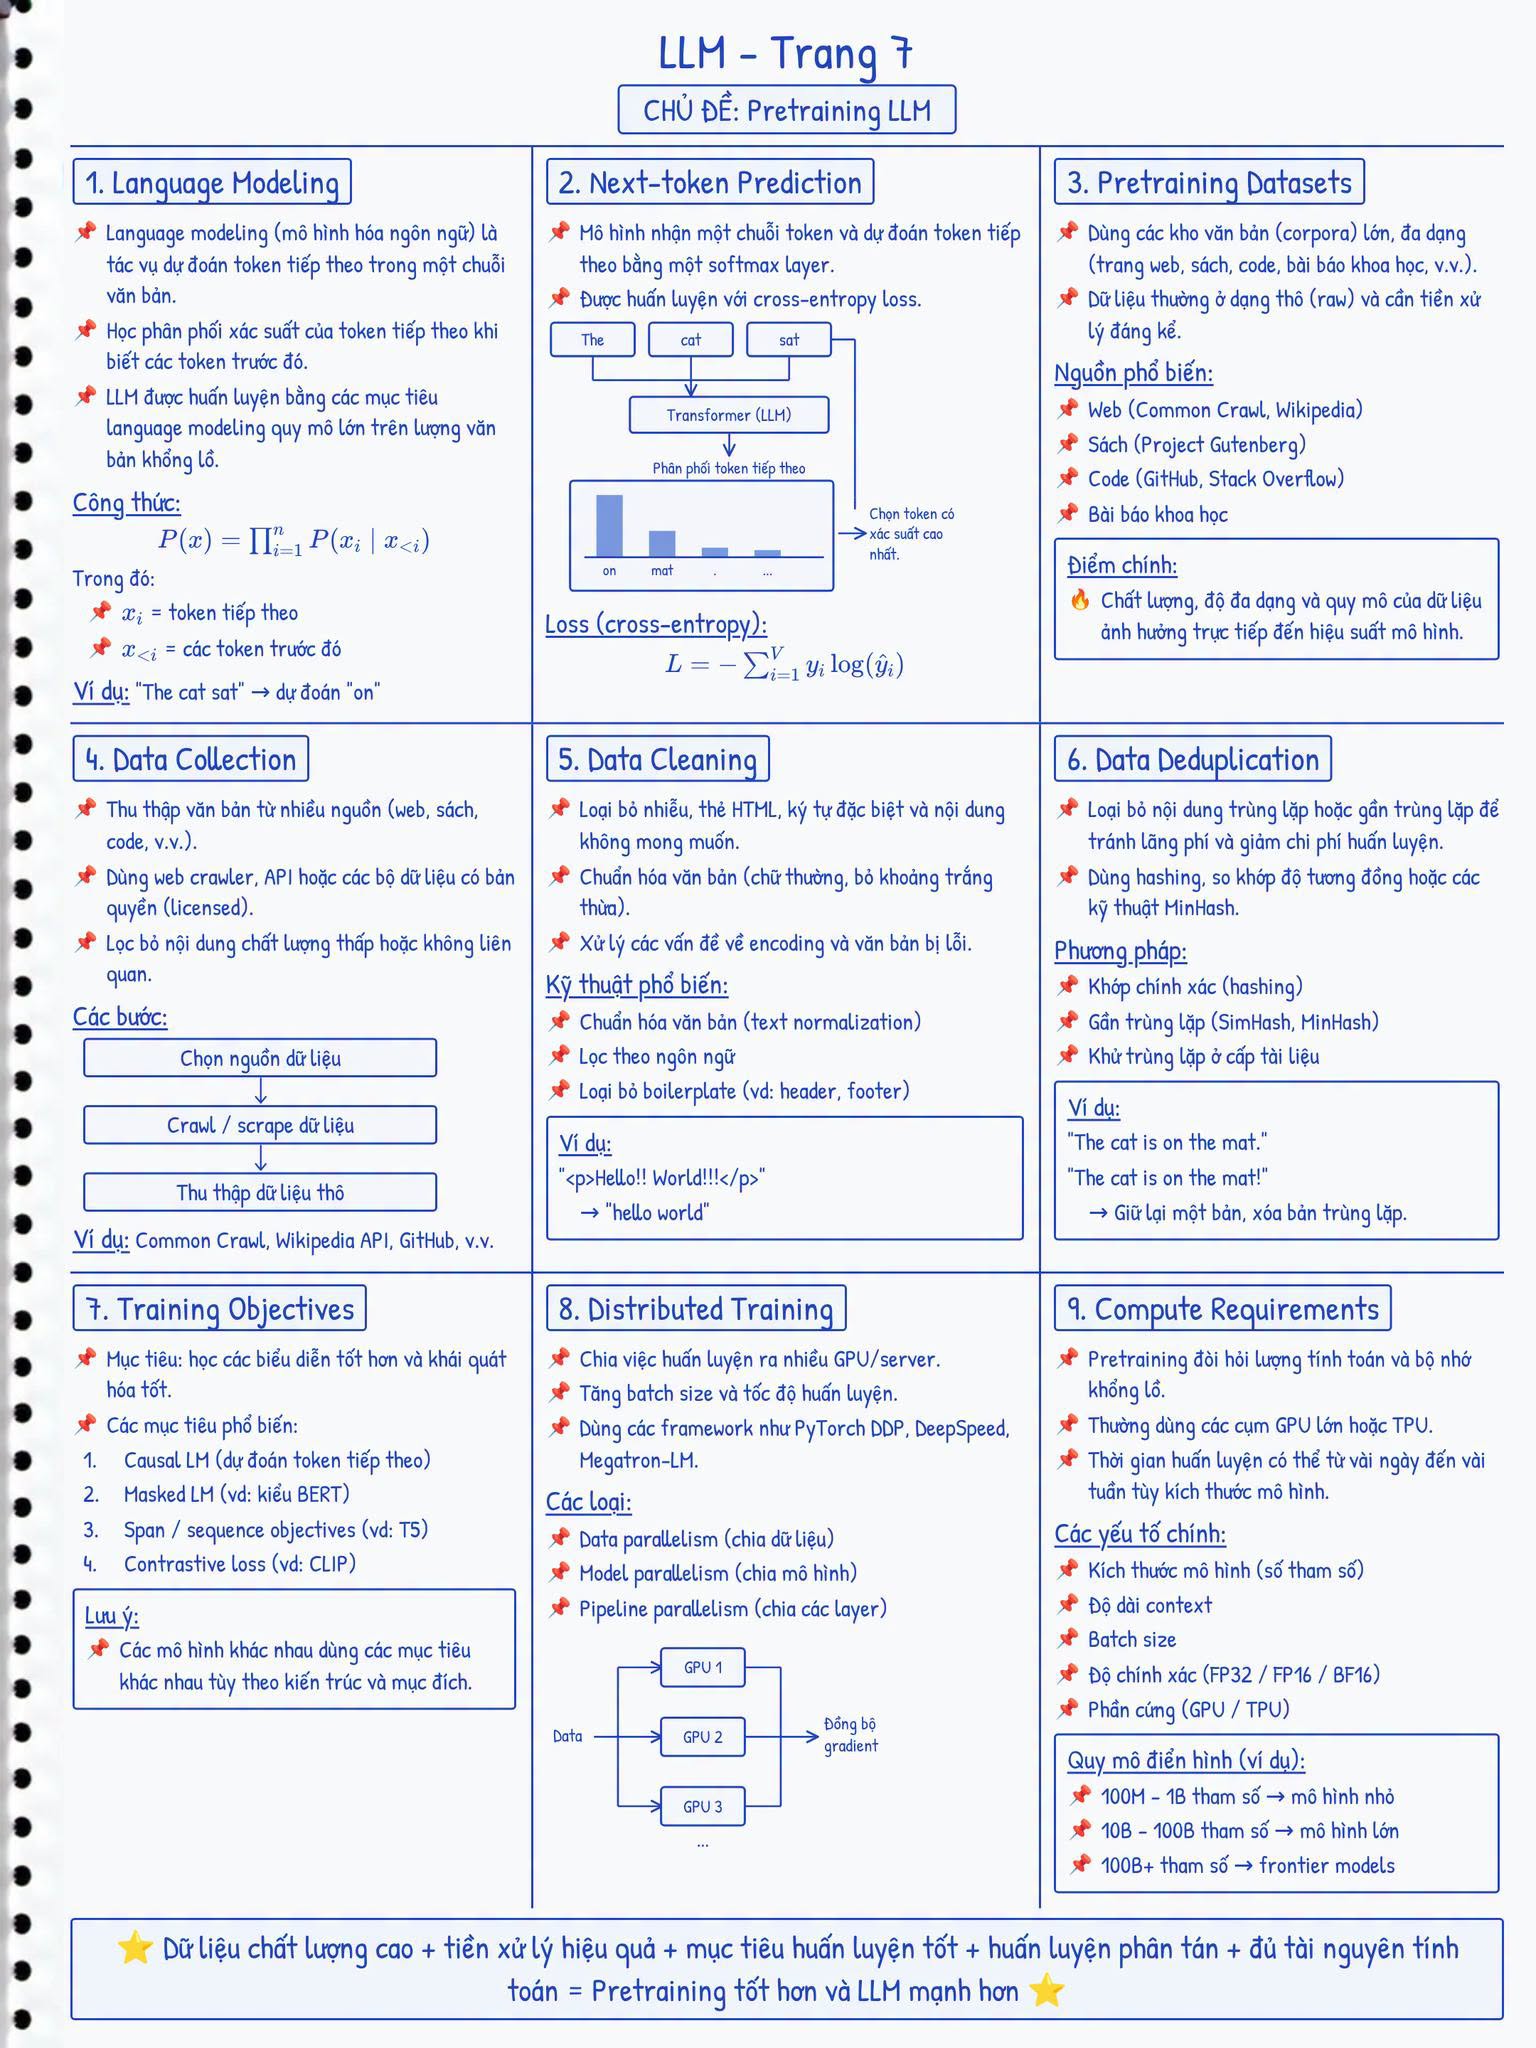 LLM – Trang 7
CHỦ ĐỀ: Pretraining LLM
1. Language Modeling
📌 Language modeling (mô hình hóa ngôn ngữ) là
tác vụ dự đoán token tiếp theo trong một chuỗi
văn bản.
📌 Học phân phối xác suất của token tiếp theo khi
biết các token trước đó.
📌 LLM được huấn luyện bằng các mục tiêu
language modeling quy mô lớn trên lượng văn
bản khổng lồ.
Công thức:
P(x) = ∏_{i=1}^{n} P(x_i | x_{<i})
Trong đó:
📌 x_i = token tiếp theo
📌 x_{<i} = các token trước đó
Ví dụ: "The cat sat" → dự đoán "on"
2. Next-token Prediction
📌 Mô hình nhận một chuỗi token và dự đoán token tiếp
theo bằng một softmax layer.
📌 Được huấn luyện với cross-entropy loss.
The cat sat
Transformer (LLM)
Phân phối token tiếp theo
on mat . ...
Chọn token có
xác suất cao
nhất.
Loss (cross-entropy):
L = − ∑_{i=1}^{V} y_i log(ŷ_i)
3. Pretraining Datasets
📌 Dùng các kho văn bản (corpora) lớn, đa dạng
(trang web, sách, code, bài báo khoa học, v.v.).
📌 Dữ liệu thường ở dạng thô (raw) và cần tiền xử
lý đáng kể.
Nguồn phổ biến:
📌 Web (Common Crawl, Wikipedia)
📌 Sách (Project Gutenberg)
📌 Code (GitHub, Stack Overflow)
📌 Bài báo khoa học
Điểm chính:
🔥 Chất lượng, độ đa dạng và quy mô của dữ liệu
ảnh hưởng trực tiếp đến hiệu suất mô hình.
4. Data Collection
📌 Thu thập văn bản từ nhiều nguồn (web, sách,
code, v.v.).
📌 Dùng web crawler, API hoặc các bộ dữ liệu có bản
quyền (licensed).
📌 Lọc bỏ nội dung chất lượng thấp hoặc không liên
quan.
Các bước:
Chọn nguồn dữ liệu
Crawl / scrape dữ liệu
Thu thập dữ liệu thô
Ví dụ: Common Crawl, Wikipedia API, GitHub, v.v.
5. Data Cleaning
📌 Loại bỏ nhiễu, thẻ HTML, ký tự đặc biệt và nội dung
không mong muốn.
📌 Chuẩn hóa văn bản (chữ thường, bỏ khoảng trắng
thừa).
📌 Xử lý các vấn đề về encoding và văn bản bị lỗi.
Kỹ thuật phổ biến:
📌 Chuẩn hóa văn bản (text normalization)
📌 Lọc theo ngôn ngữ
📌 Loại bỏ boilerplate (vd: header, footer)
Ví dụ:
"<p>Hello!! World!!!</p>"
→ "hello world"
6. Data Deduplication
📌 Loại bỏ nội dung trùng lặp hoặc gần trùng lặp để
tránh lãng phí và giảm chi phí huấn luyện.
📌 Dùng hashing, so khớp độ tương đồng hoặc các
kỹ thuật MinHash.
Phương pháp:
📌 Khớp chính xác (hashing)
📌 Gần trùng lặp (SimHash, MinHash)
📌 Khử trùng lặp ở cấp tài liệu
Ví dụ:
"The cat is on the mat."
"The cat is on the mat!"
→ Giữ lại một bản, xóa bản trùng lặp.
7. Training Objectives
📌 Mục tiêu: học các biểu diễn tốt hơn và khái quát
hóa tốt.
📌 Các mục tiêu phổ biến:
1. Causal LM (dự đoán token tiếp theo)
2. Masked LM (vd: kiểu BERT)
3. Span / sequence objectives (vd: T5)
4. Contrastive loss (vd: CLIP)
Lưu ý:
📌 Các mô hình khác nhau dùng các mục tiêu
khác nhau tùy theo kiến trúc và mục đích.
8. Distributed Training
📌 Chia việc huấn luyện ra nhiều GPU/server.
📌 Tăng batch size và tốc độ huấn luyện.
📌 Dùng các framework như PyTorch DDP, DeepSpeed,
Megatron-LM.
Các loại:
📌 Data parallelism (chia dữ liệu)
📌 Model parallelism (chia mô hình)
📌 Pipeline parallelism (chia các layer)
GPU 1
Data
GPU 2
Đồng bộ
gradient
GPU 3
...
9. Compute Requirements
📌 Pretraining đòi hỏi lượng tính toán và bộ nhớ
khổng lồ.
📌 Thường dùng các cụm GPU lớn hoặc TPU.
📌 Thời gian huấn luyện có thể từ vài ngày đến vài
tuần tùy kích thước mô hình.
Các yếu tố chính:
📌 Kích thước mô hình (số tham số)
📌 Độ dài context
📌 Batch size
📌 Độ chính xác (FP32 / FP16 / BF16)
📌 Phần cứng (GPU / TPU)
Quy mô điển hình (ví dụ):
📌 100M – 1B tham số → mô hình nhỏ
📌 10B – 100B tham số → mô hình lớn
📌 100B+ tham số → frontier models
⭐ Dữ liệu chất lượng cao + tiền xử lý hiệu quả + mục tiêu huấn luyện tốt + huấn luyện phân tán + đủ tài nguyên tính
toán = Pretraining tốt hơn và LLM mạnh hơn ⭐